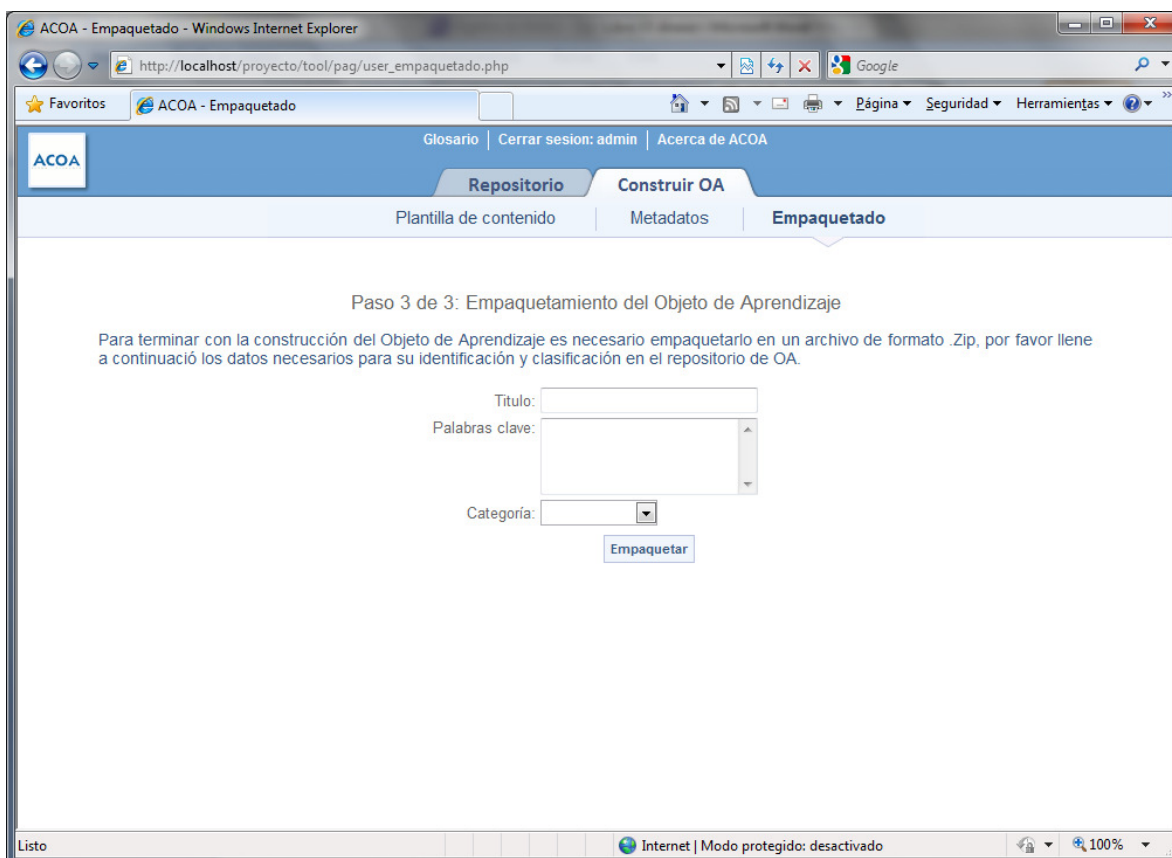 ACOA - Empaquetado - Windows Internet Explorer
http://localhost/proyecto/tool/pag/user_empaquetado.php
Google
Favoritos
ACOA - Empaquetado
Página
Seguridad
Herramientas
ACOA
Glosario | Cerrar sesion: admin | Acerca de ACOA
Repositorio
Construir OA
Plantilla de contenido
Metadatos
Empaquetado
Paso 3 de 3: Empaquetamiento del Objeto de Aprendizaje
Para terminar con la construcción del Objeto de Aprendizaje es necesario empaquetarlo en un archivo de formato .Zip, por favor llene
a continuació los datos necesarios para su identificación y clasificación en el repositorio de OA.
Titulo:
Palabras clave:
Categoría:
Empaquetar
Listo
Internet | Modo protegido: desactivado
100%